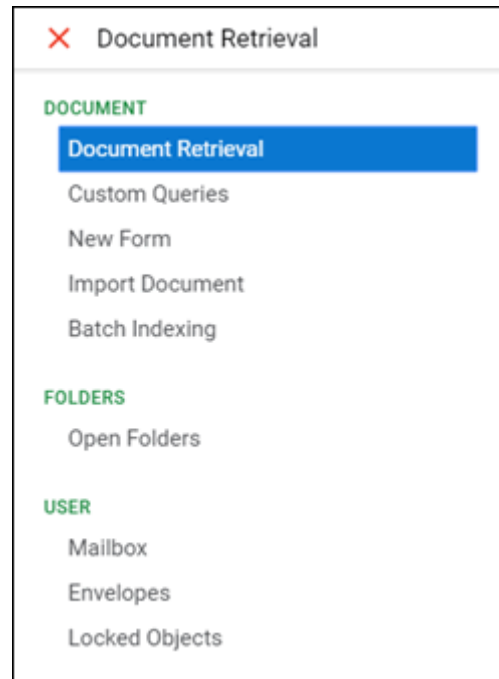 Document Retrieval
DOCUMENT
Document Retrieval
Custom Queries
New Form
Import Document
Batch Indexing
FOLDERS
Open Folders
USER
Mailbox
Envelopes
Locked Objects